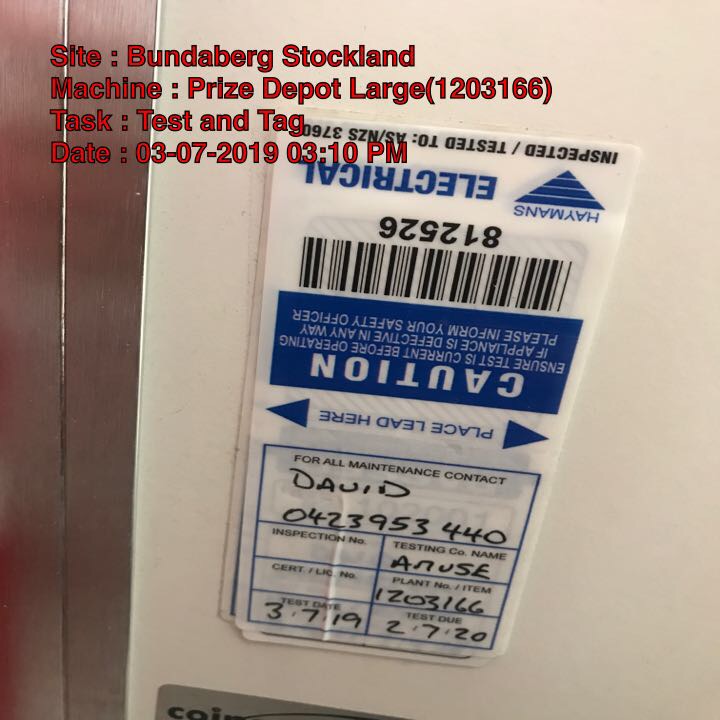 Site : Bundaberg Stockland
Machine : Prize Depot Large(1203166)
Task : Test and Tag
Date : 03-07-2019 03:10 PM
INSPECTED / TESTED TO: AS/NZS 3760
HAYMANS
ELECTRICAL
812526
CAUTION
ENSURE TEST IS CURRENT BEFORE OPERATING
IF APPLIANCE IS DEFECTIVE IN ANY WAY
PLEASE INFORM YOUR SAFETY OFFICER
PLACE LEAD HERE
FOR ALL MAINTENANCE CONTACT
DAVID
0423953440
INSPECTION No.
TESTING Co. NAME
AMUSE
CERT. / LIC. No.
PLANT No. / ITEM
1203166
TEST DATE
3/7/19
TEST DUE
2/7/20